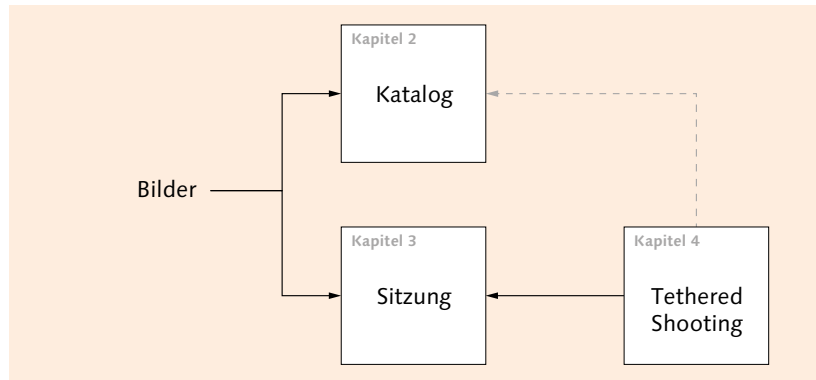 Kapitel 2
Katalog
Bilder
Kapitel 3
Sitzung
Kapitel 4
Tethered
Shooting